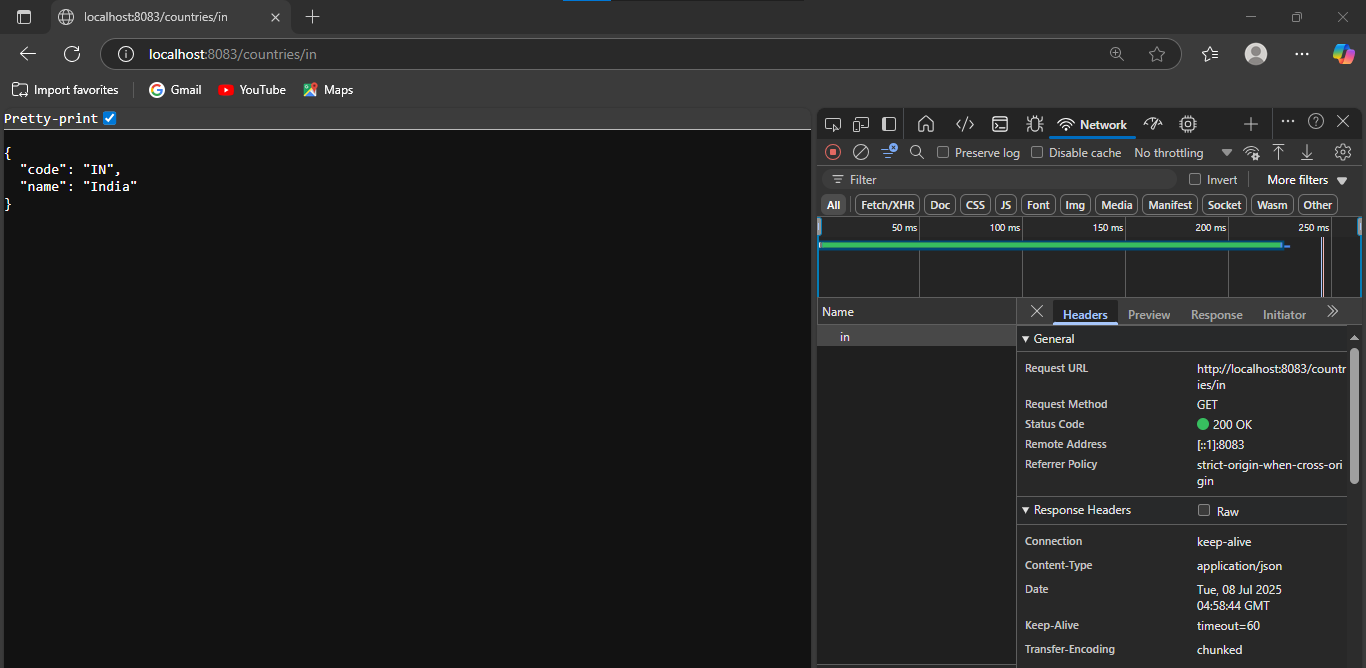 localhost:8083/countries/in
localhost:8083/countries/in
Import favorites
Gmail
YouTube
Maps
Pretty-print
{
"code": "IN",
"name": "India"
}
Network
Preserve log
Disable cache
No throttling
Filter
Invert
More filters
All
Fetch/XHR
Doc
CSS
JS
Font
Img
Media
Manifest
Socket
Wasm
Other
50 ms
100 ms
150 ms
200 ms
250 ms
Name
in
Headers
Preview
Response
Initiator
General
Request URL
http://localhost:8083/countr
ies/in
Request Method
GET
Status Code
200 OK
Remote Address
[::1]:8083
Referrer Policy
strict-origin-when-cross-ori
gin
Response Headers
Raw
Connection
keep-alive
Content-Type
application/json
Date
Tue, 08 Jul 2025
04:58:44 GMT
Keep-Alive
timeout=60
Transfer-Encoding
chunked